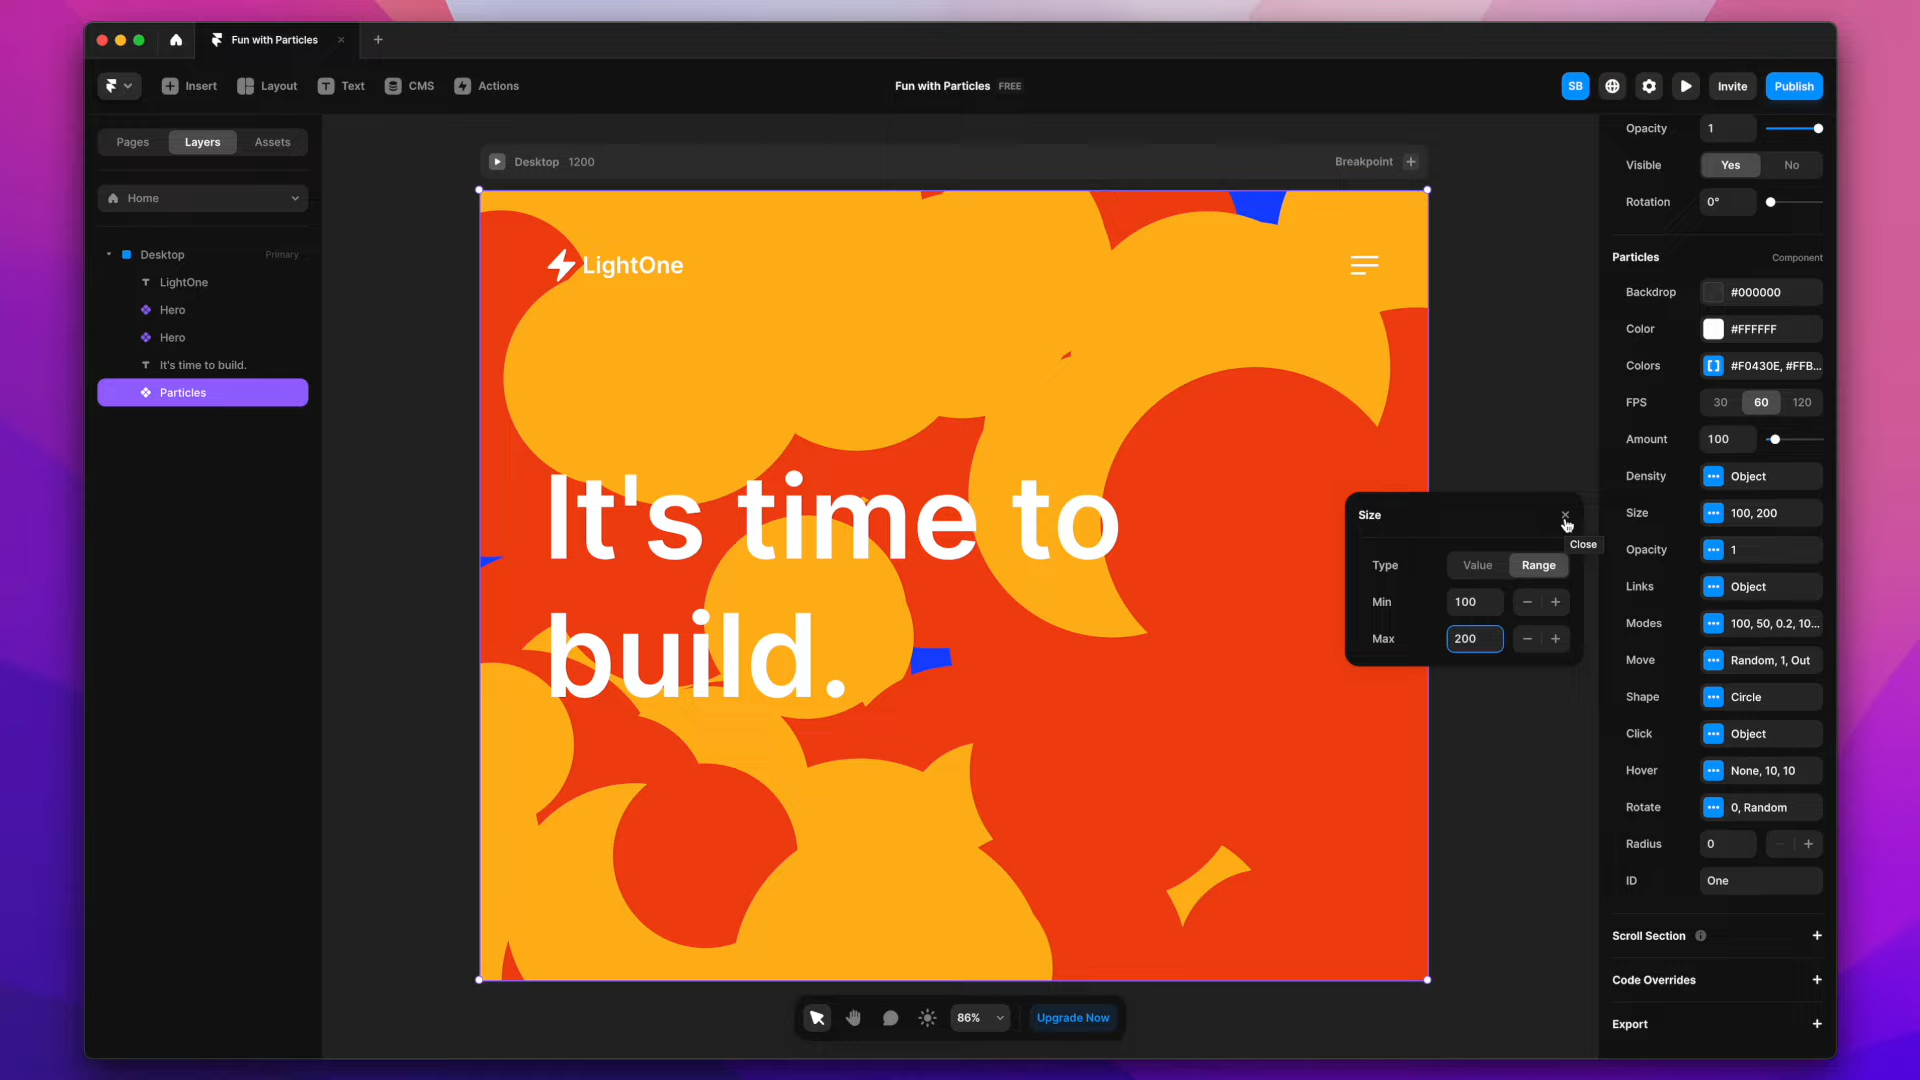 Fun with Particles
Insert
Layout
Text
CMS
Actions
Fun with Particles FREE
SB
Invite
Publish
Pages
Layers
Assets
Home
Desktop Primary
LightOne
Hero
Hero
It's time to build.
Particles
Desktop 1200
Breakpoint
LightOne
It's time to
build.
Size
Close
Type Value Range
Min 100
Max 200
86%
Upgrade Now
Opacity 1
Visible Yes No
Rotation 0°
Particles Component
Backdrop #000000
Color #FFFFFF
Colors #F0430E, #FFB...
FPS 30 60 120
Amount 100
Density Object
Size 100, 200
Opacity 1
Links Object
Modes 100, 50, 0.2, 10...
Move Random, 1, Out
Shape Circle
Click Object
Hover None, 10, 10
Rotate 0, Random
Radius 0
ID One
Scroll Section
Code Overrides
Export